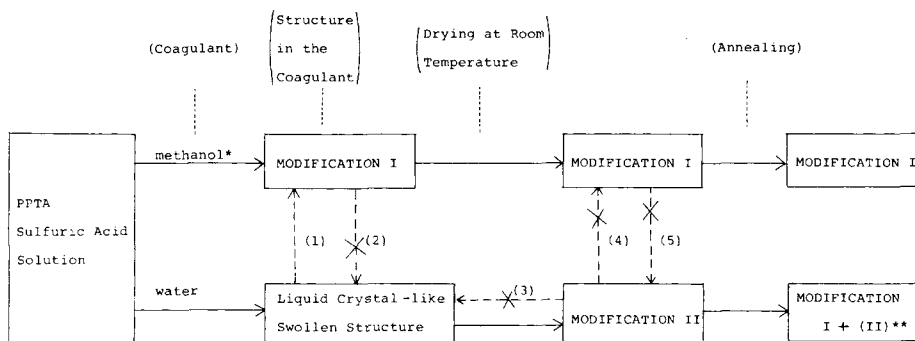 (Coagulant)
(Structure
in the
Coagulant)
(Drying at Room
Temperature)
(Annealing)
PPTA
Sulfuric Acid
Solution
methanol*
MODIFICATION I
MODIFICATION I
MODIFICATION I
(1)
(2)
(4)
(5)
water
Liquid Crystal-like
Swollen Structure
(3)
MODIFICATION II
MODIFICATION
I + (II)**